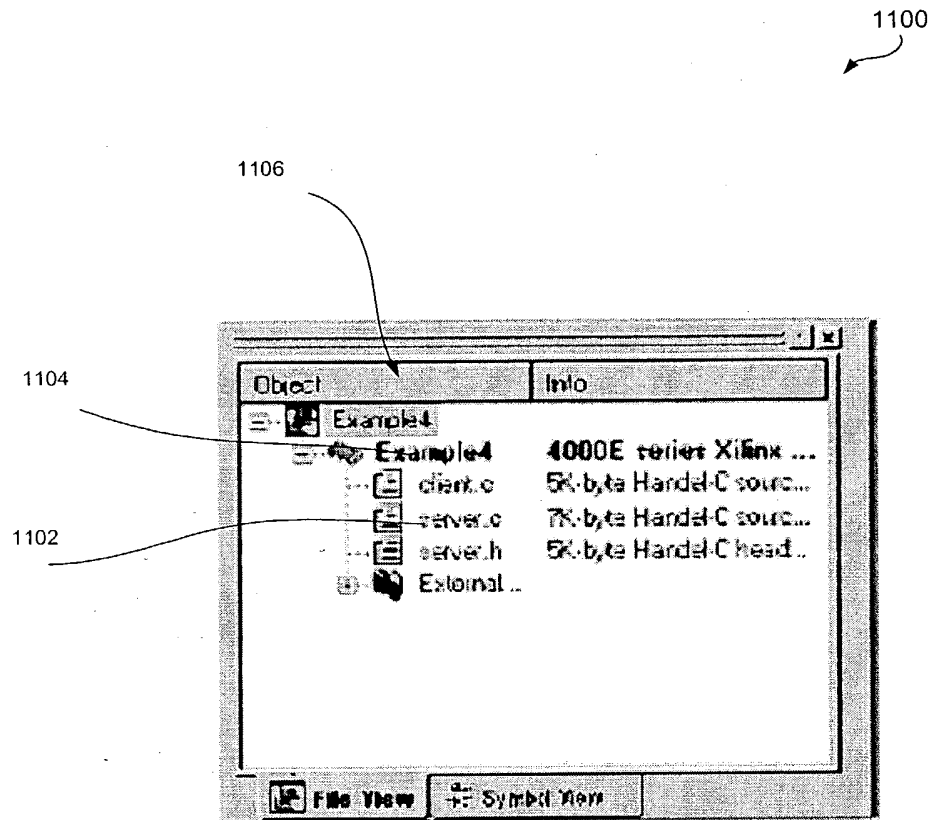 1100
1106
1104
1102
Object Info
Example4
Example4 4000E series Xilinx ...
client.c 5K-byte Handel-C sourc...
server.c 7K-byte Handel-C sourc...
server.h 5K-byte Handel-C head...
External ...
File View Symbol View